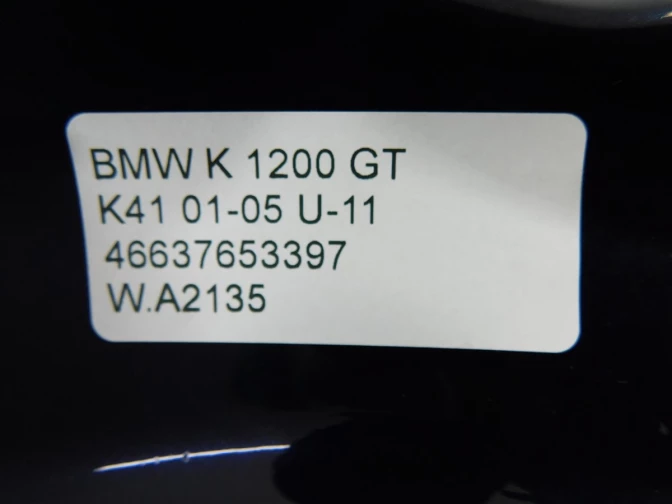 BMW K 1200 GT
K41 01-05 U-11
46637653397
W.A2135